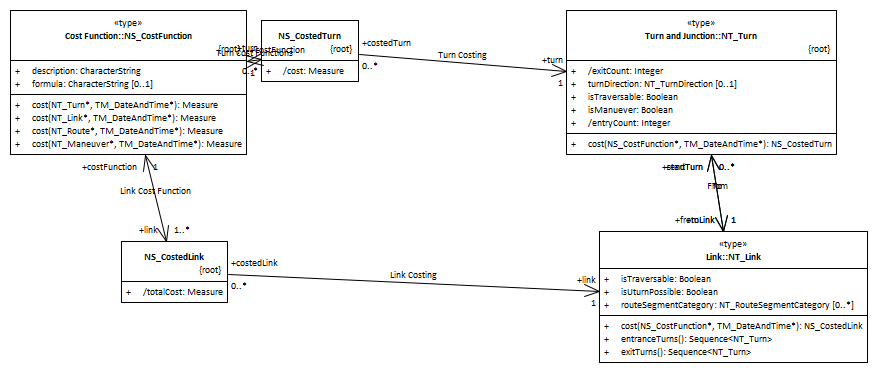 «type»
Cost Function::NS_CostFunction
{root}
+ description: CharacterString
+ formula: CharacterString [0..1]
+ cost(NT_Turn*, TM_DateAndTime*): Measure
+ cost(NT_Link*, TM_DateAndTime*): Measure
+ cost(NT_Route*, TM_DateAndTime*): Measure
+ cost(NT_Maneuver*, TM_DateAndTime*): Measure
NS_CostedTurn
{root}
+ /cost: Measure
+turn
+costFunction
Turn Cost Functions
0..*
1
+costedTurn
0..*
Turn Costing
+turn
1
«type»
Turn and Junction::NT_Turn
{root}
+ /exitCount: Integer
+ turnDirection: NT_TurnDirection [0..1]
+ isTraversable: Boolean
+ isManuever: Boolean
+ /entryCount: Integer
+ cost(NS_CostFunction*, TM_DateAndTime*): NS_CostedTurn
+costFunction
1
Link Cost Function
+link
1..*
NS_CostedLink
{root}
+ /totalCost: Measure
+costedLink
0..*
Link Costing
+link
1
0..*
1
«type»
Link::NT_Link
+ isTraversable: Boolean
+ isUturnPossible: Boolean
+ routeSegmentCategory: NT_RouteSegmentCategory [0..*]
+ cost(NS_CostFunction*, TM_DateAndTime*): NS_CostedLink
+ entranceTurns(): Sequence<NT_Turn>
+ exitTurns(): Sequence<NT_Turn>